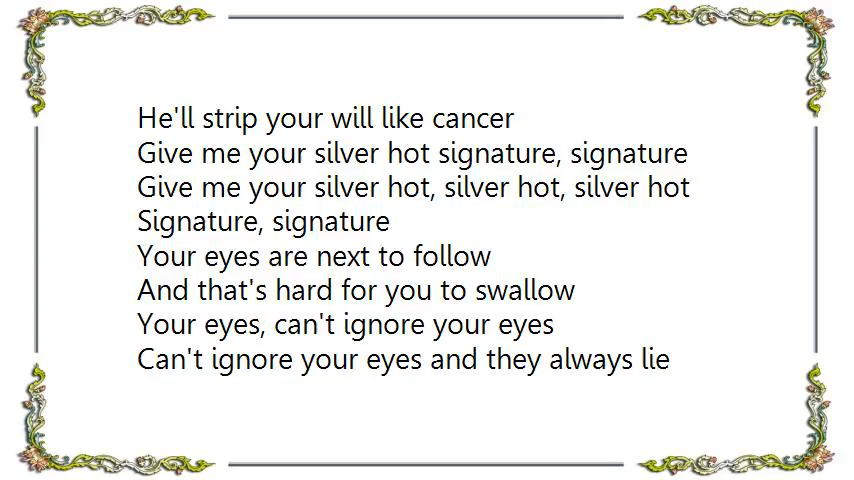 He'll strip your will like cancer
Give me your silver hot signature, signature
Give me your silver hot, silver hot, silver hot
Signature, signature
Your eyes are next to follow
And that's hard for you to swallow
Your eyes, can't ignore your eyes
Can't ignore your eyes and they always lie